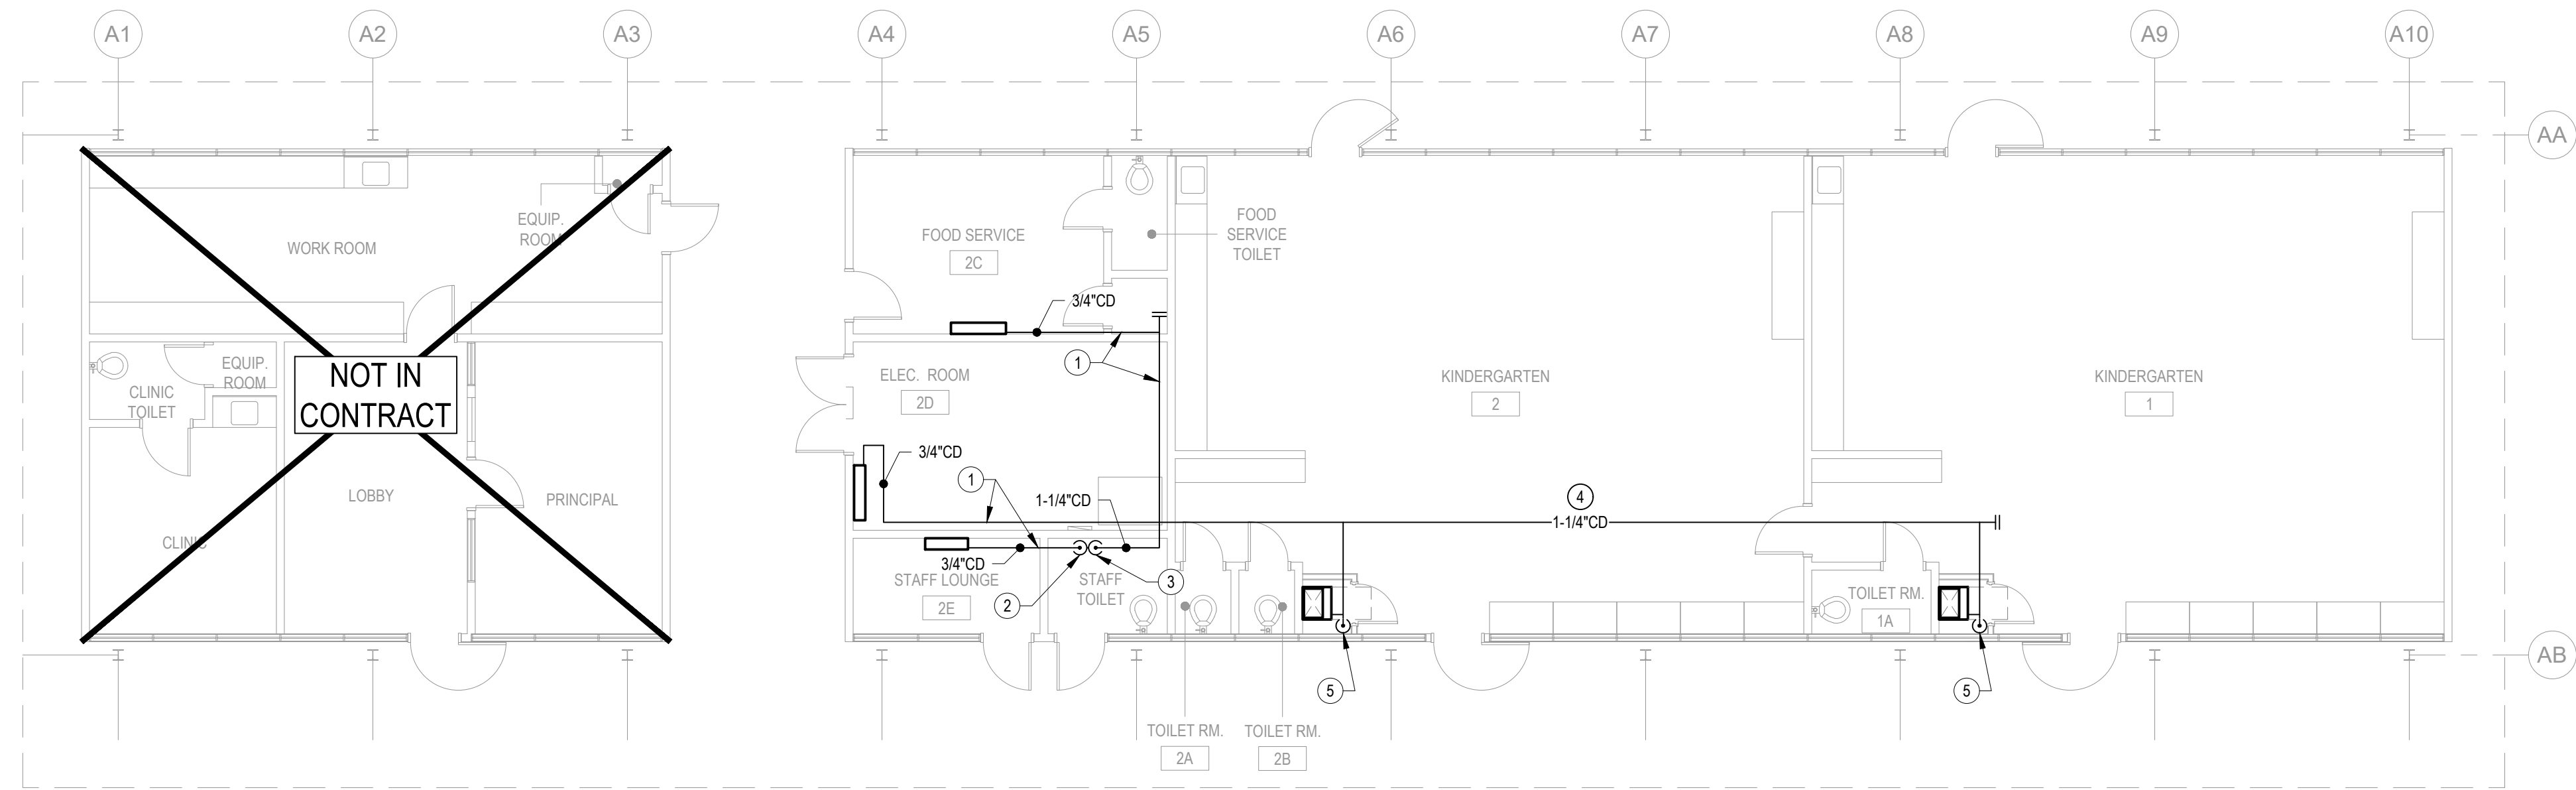 A1
A2
A3
A4
A5
A6
A7
A8
A9
A10
AA
EQUIP.
ROOM
WORK ROOM
FOOD SERVICE
2C
FOOD
SERVICE
TOILET
3/4"CD
1
EQUIP.
ROOM
CLINIC
TOILET
NOT IN
CONTRACT
ELEC. ROOM
2D
KINDERGARTEN
2
KINDERGARTEN
1
3/4"CD
1
1-1/4"CD
4
1-1/4"CD
LOBBY
PRINCIPAL
CLINIC
3/4"CD
STAFF LOUNGE
2E
2
STAFF
TOILET
3
TOILET RM.
1A
AB
5
5
TOILET RM.
2A
TOILET RM.
2B